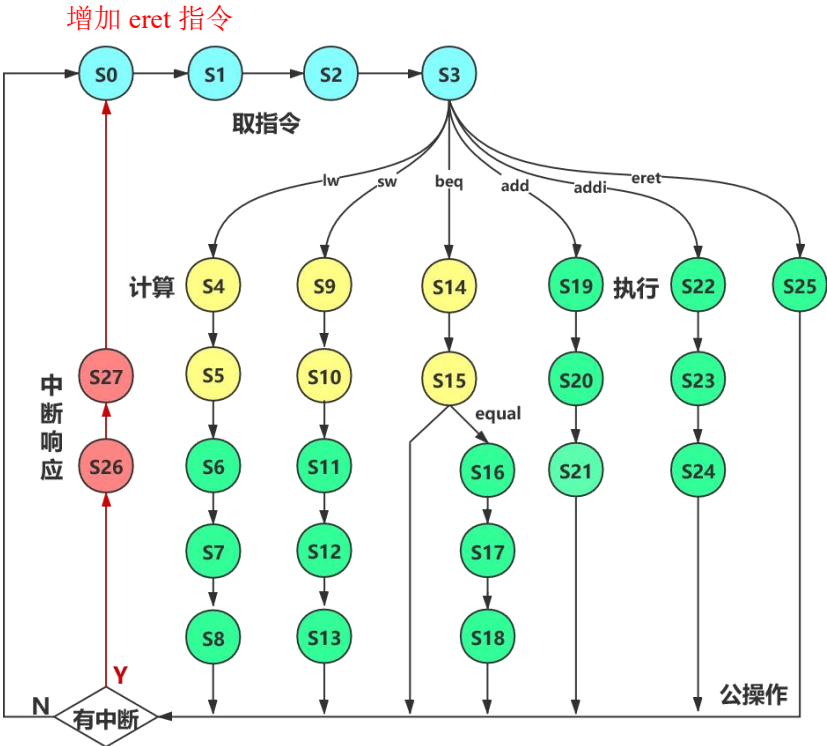 增加 eret 指令
S0 S1 S2 S3
取指令
lw sw beq add addi eret
计算 S4 S9 S14 S19 执行 S22 S25
S27 S5 S10 S15 S20 S23
中断响应
equal
S26 S6 S11 S16 S21 S24
S7 S12 S17
S8 S13 S18
Y
N 有中断 公操作